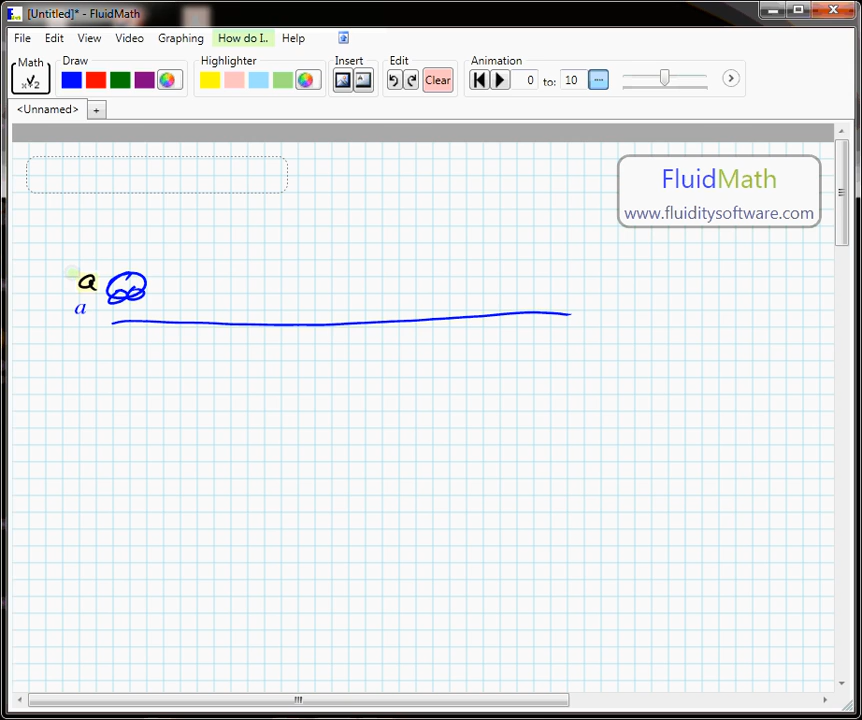 [Untitled]* - FluidMath
File Edit View Video Graphing How do I.. Help
Math Draw Highlighter Insert Edit Animation
x√2 A Clear 0 to: 10 ....
<Unnamed> +
FluidMath
www.fluiditysoftware.com
a
a